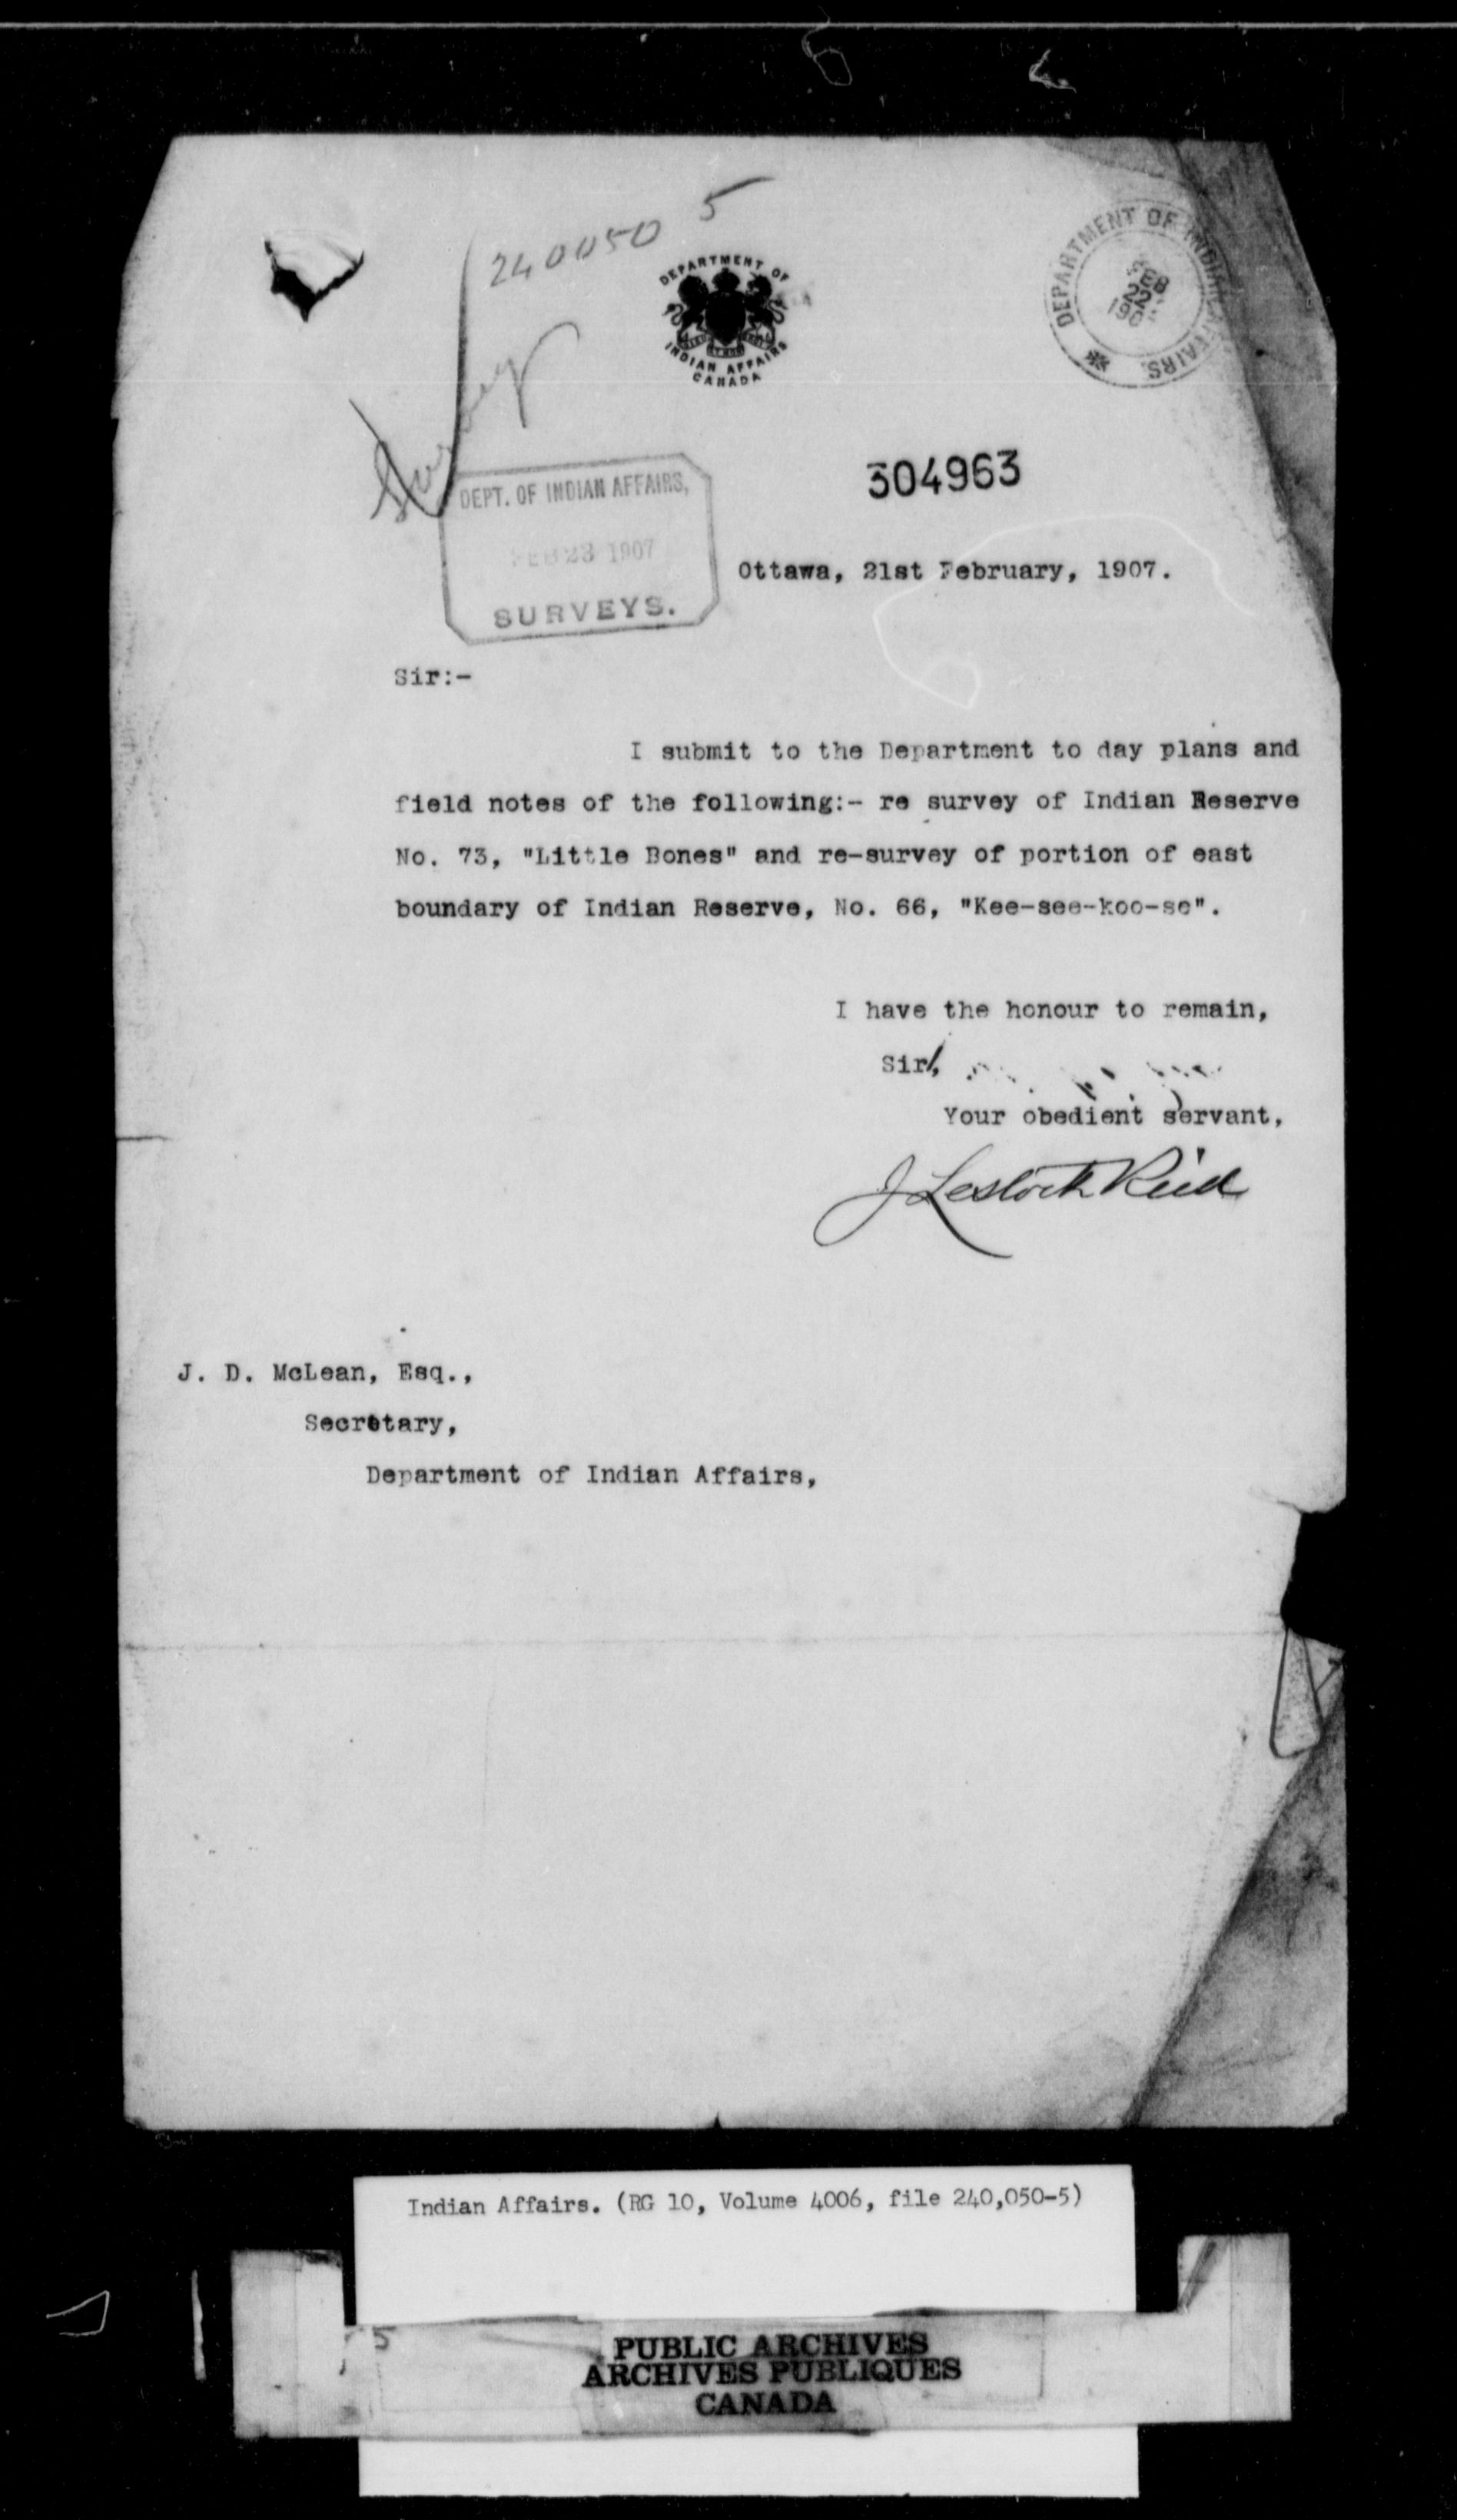 240050 5
DEPARTMENT OF
INDIAN AFFAIRS
CANADA
DEPARTMENT OF INDIAN AFFAIRS.
FEB 22
Survey
DEPT. OF INDIAN AFFAIRS,
FEB 23 1907
SURVEYS.
304963
Ottawa, 21st February, 1907.
Sir:-
I submit to the Department to day plans and
field notes of the following:- re survey of Indian Reserve
No. 73, "Little Bones" and re-survey of portion of east
boundary of Indian Reserve, No. 66, "Kee-see-koo-se".
I have the honour to remain,
Sir,
Your obedient servant,
J Lestock Reid
J. D. McLean, Esq.,
Secretary,
Department of Indian Affairs,
Indian Affairs. (RG 10, Volume 4006, file 240,050-5)
5
PUBLIC ARCHIVES
ARCHIVES PUBLIQUES
CANADA